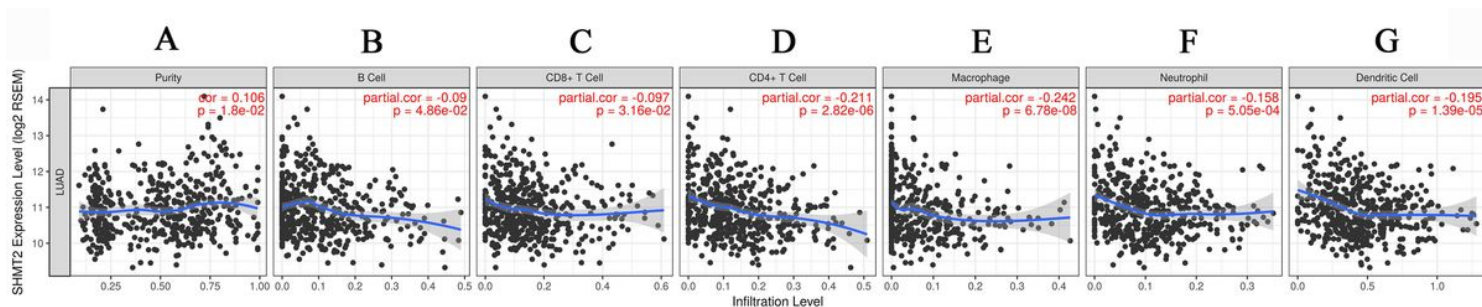 A B C D E F G
Purity B Cell CD8+ T Cell CD4+ T Cell Macrophage Neutrophil Dendritic Cell
cor = 0.106 partial.cor = -0.09 partial.cor = -0.097 partial.cor = -0.211 partial.cor = -0.242 partial.cor = -0.158 partial.cor = -0.195
p = 1.8e-02 p = 4.86e-02 p = 3.16e-02 p = 2.82e-06 p = 6.78e-08 p = 5.05e-04 p = 1.39e-05
SHMT2 Expression Level (log2 RSEM)
LUAD
14
13
12
11
10
0.25 0.50 0.75 1.00 0.0 0.1 0.2 0.3 0.4 0.5 0.0 0.2 0.4 0.6 0.0 0.1 0.2 0.3 0.4 0.5 0.0 0.1 0.2 0.3 0.4 0.0 0.1 0.2 0.3 0.0 0.5 1.0
Infiltration Level